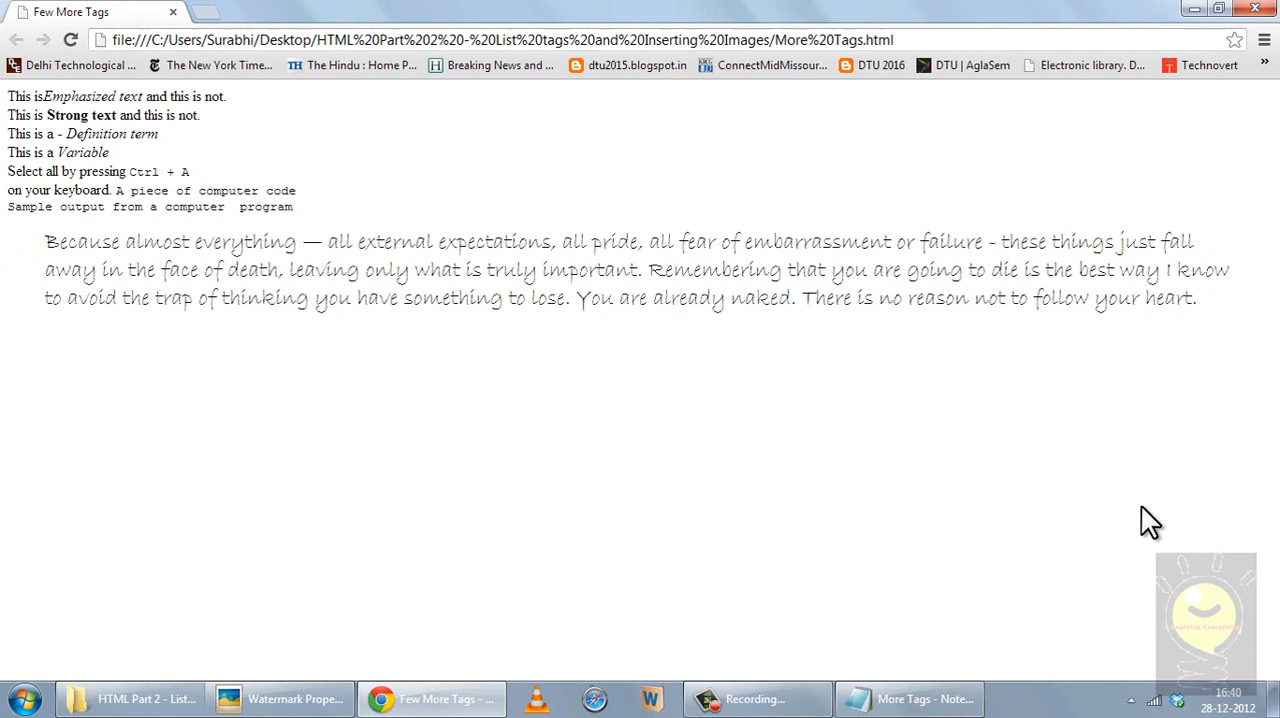 Few More Tags
file:///C:/Users/Surabhi/Desktop/HTML%20Part%202%20-%20List%20tags%20and%20Inserting%20Images/More%20Tags.html
Delhi Technological ... The New York Time... The Hindu : Home P... Breaking News and ... dtu2015.blogspot.in ConnectMidMissour... DTU 2016 DTU | AglaSem Electronic library. D... Technovert »
This isEmphasized text and this is not.
This is Strong text and this is not.
This is a - Definition term
This is a Variable
Select all by pressing Ctrl + A
on your keyboard. A piece of computer code
Sample output from a computer program
Because almost everything — all external expectations, all pride, all fear of embarrassment or failure - these things just fall
away in the face of death, leaving only what is truly important. Remembering that you are going to die is the best way I know
to avoid the trap of thinking you have something to lose. You are already naked. There is no reason not to follow your heart.
HTML Part 2 - List... Watermark Prope... Few More Tags - ... Recording... More Tags - Note...
16:40
28-12-2012